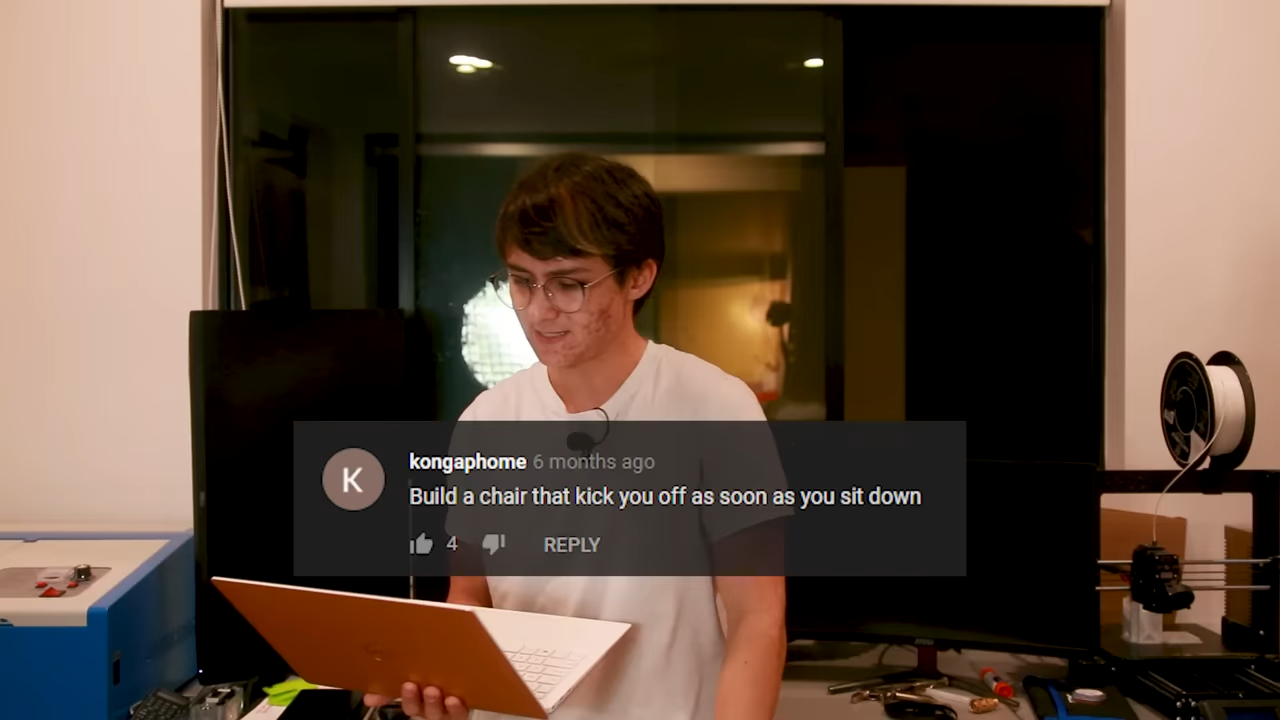 K
kongaphome 6 months ago
Build a chair that kick you off as soon as you sit down
4 REPLY